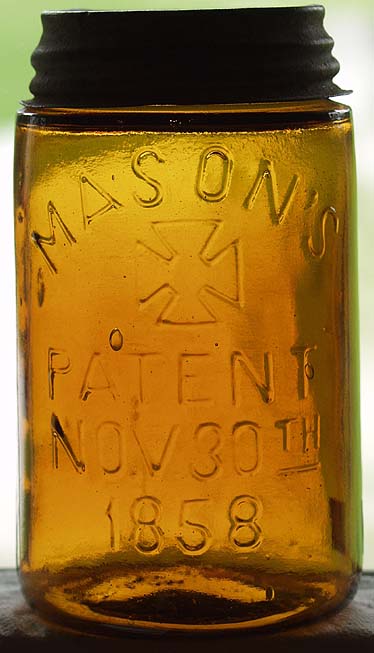 MASON'S
PATENT
NOV 30TH
1858